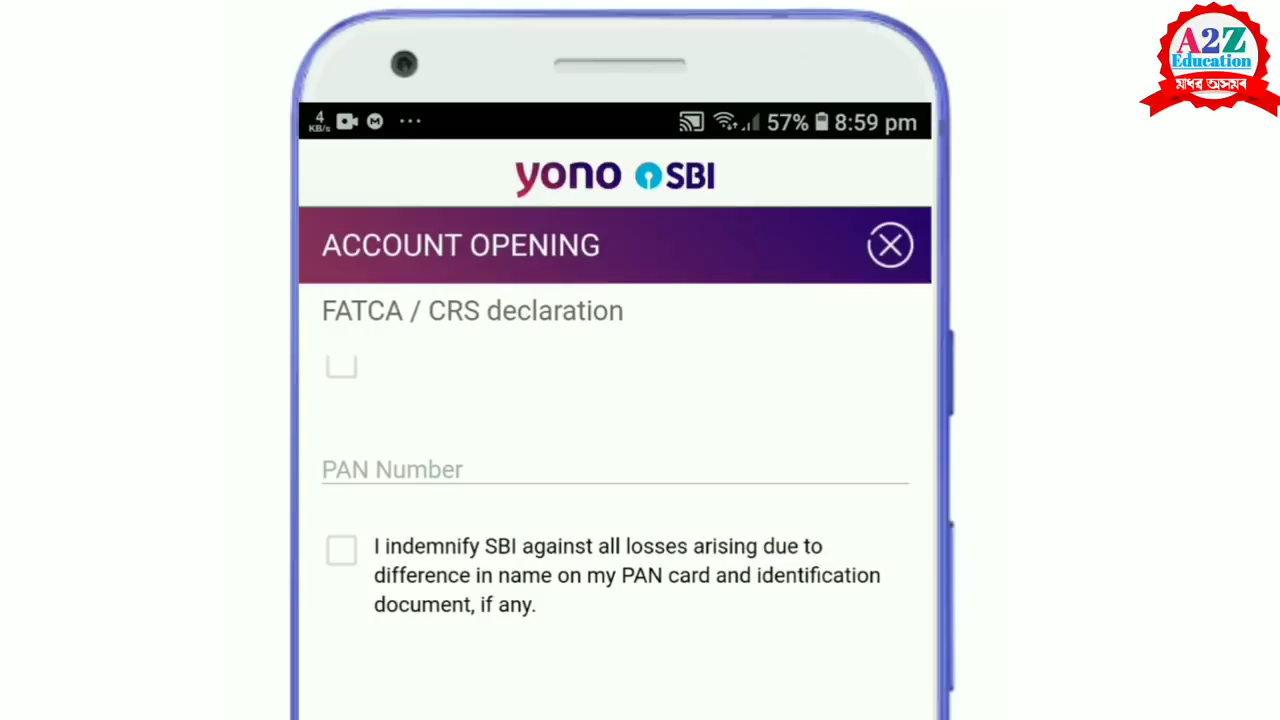 A2Z
Education
মাধৱ অসমৰ
4
KB/s
57%
8:59 pm
yono SBI
ACCOUNT OPENING
FATCA / CRS declaration
PAN Number
I indemnify SBI against all losses arising due to
difference in name on my PAN card and identification
document, if any.